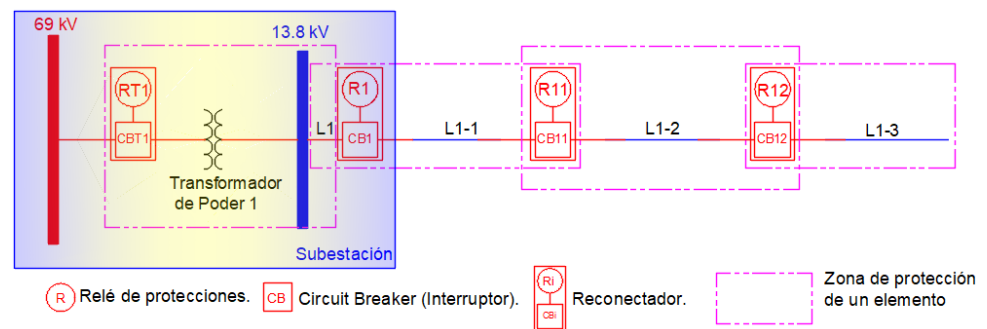 69 kV
13.8 kV
RT1
CBT1
Transformador
de Poder 1
L1
R1
CB1
L1-1
R11
CB11
L1-2
R12
CB12
L1-3
Subestación
R
Relé de protecciones.
CB
Circuit Breaker (Interruptor).
Ri
CBi
Reconectador.
Zona de protección
de un elemento